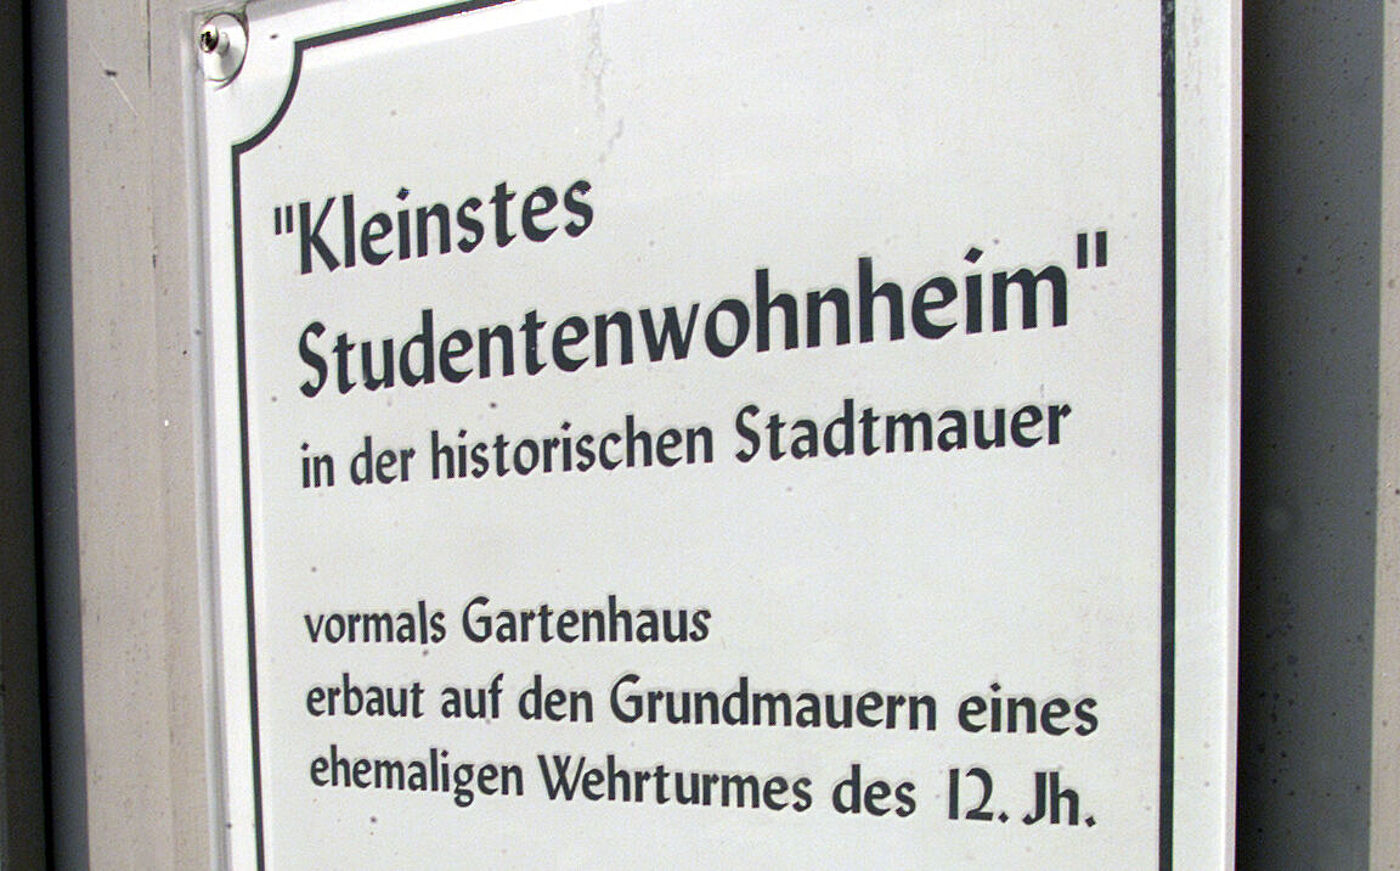 "Kleinstes
Studentenwohnheim"
in der historischen Stadtmauer
vormals Gartenhaus
erbaut auf den Grundmauern eines
ehemaligen Wehrturmes des 12. Jh.